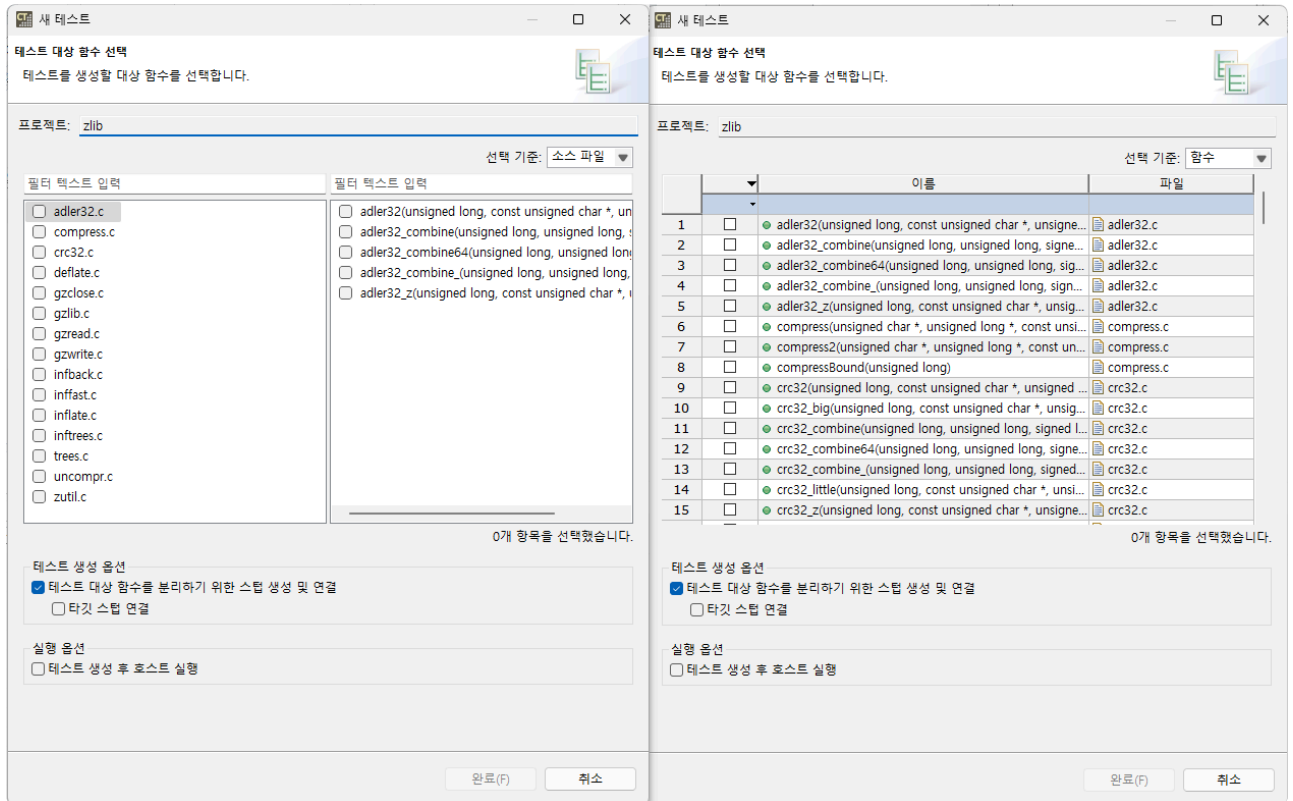 새 테스트
테스트 대상 함수 선택
테스트를 생성할 대상 함수를 선택합니다.
프로젝트: zlib
선택 기준: 소스 파일
필터 텍스트 입력
필터 텍스트 입력
adler32.c
compress.c
crc32.c
deflate.c
gzclose.c
gzlib.c
gzread.c
gzwrite.c
infback.c
inffast.c
inflate.c
inftrees.c
trees.c
uncompr.c
zutil.c
adler32(unsigned long, const unsigned char *, un
adler32_combine(unsigned long, unsigned long, 
adler32_combine64(unsigned long, unsigned long
adler32_combine_(unsigned long, unsigned long,
adler32_z(unsigned long, const unsigned char *, 
0개 항목을 선택했습니다.
테스트 생성 옵션
테스트 대상 함수를 분리하기 위한 스텁 생성 및 연결
타깃 스텁 연결
실행 옵션
테스트 생성 후 호스트 실행
완료(F)
취소
새 테스트
테스트 대상 함수 선택
테스트를 생성할 대상 함수를 선택합니다.
프로젝트: zlib
선택 기준: 함수
이름 파일
1 adler32(unsigned long, const unsigned char *, unsigne... adler32.c
2 adler32_combine(unsigned long, unsigned long, signe... adler32.c
3 adler32_combine64(unsigned long, unsigned long, sig... adler32.c
4 adler32_combine_(unsigned long, unsigned long, sign... adler32.c
5 adler32_z(unsigned long, const unsigned char *, unsig... adler32.c
6 compress(unsigned char *, unsigned long *, const unsi... compress.c
7 compress2(unsigned char *, unsigned long *, const un... compress.c
8 compressBound(unsigned long) compress.c
9 crc32(unsigned long, const unsigned char *, unsigned ... crc32.c
10 crc32_big(unsigned long, const unsigned char *, unsig... crc32.c
11 crc32_combine(unsigned long, unsigned long, signed l... crc32.c
12 crc32_combine64(unsigned long, unsigned long, signe... crc32.c
13 crc32_combine_(unsigned long, unsigned long, signed... crc32.c
14 crc32_little(unsigned long, const unsigned char *, unsi... crc32.c
15 crc32_z(unsigned long, const unsigned char *, unsigne... crc32.c
0개 항목을 선택했습니다.
테스트 생성 옵션
테스트 대상 함수를 분리하기 위한 스텁 생성 및 연결
타깃 스텁 연결
실행 옵션
테스트 생성 후 호스트 실행
완료(F)
취소